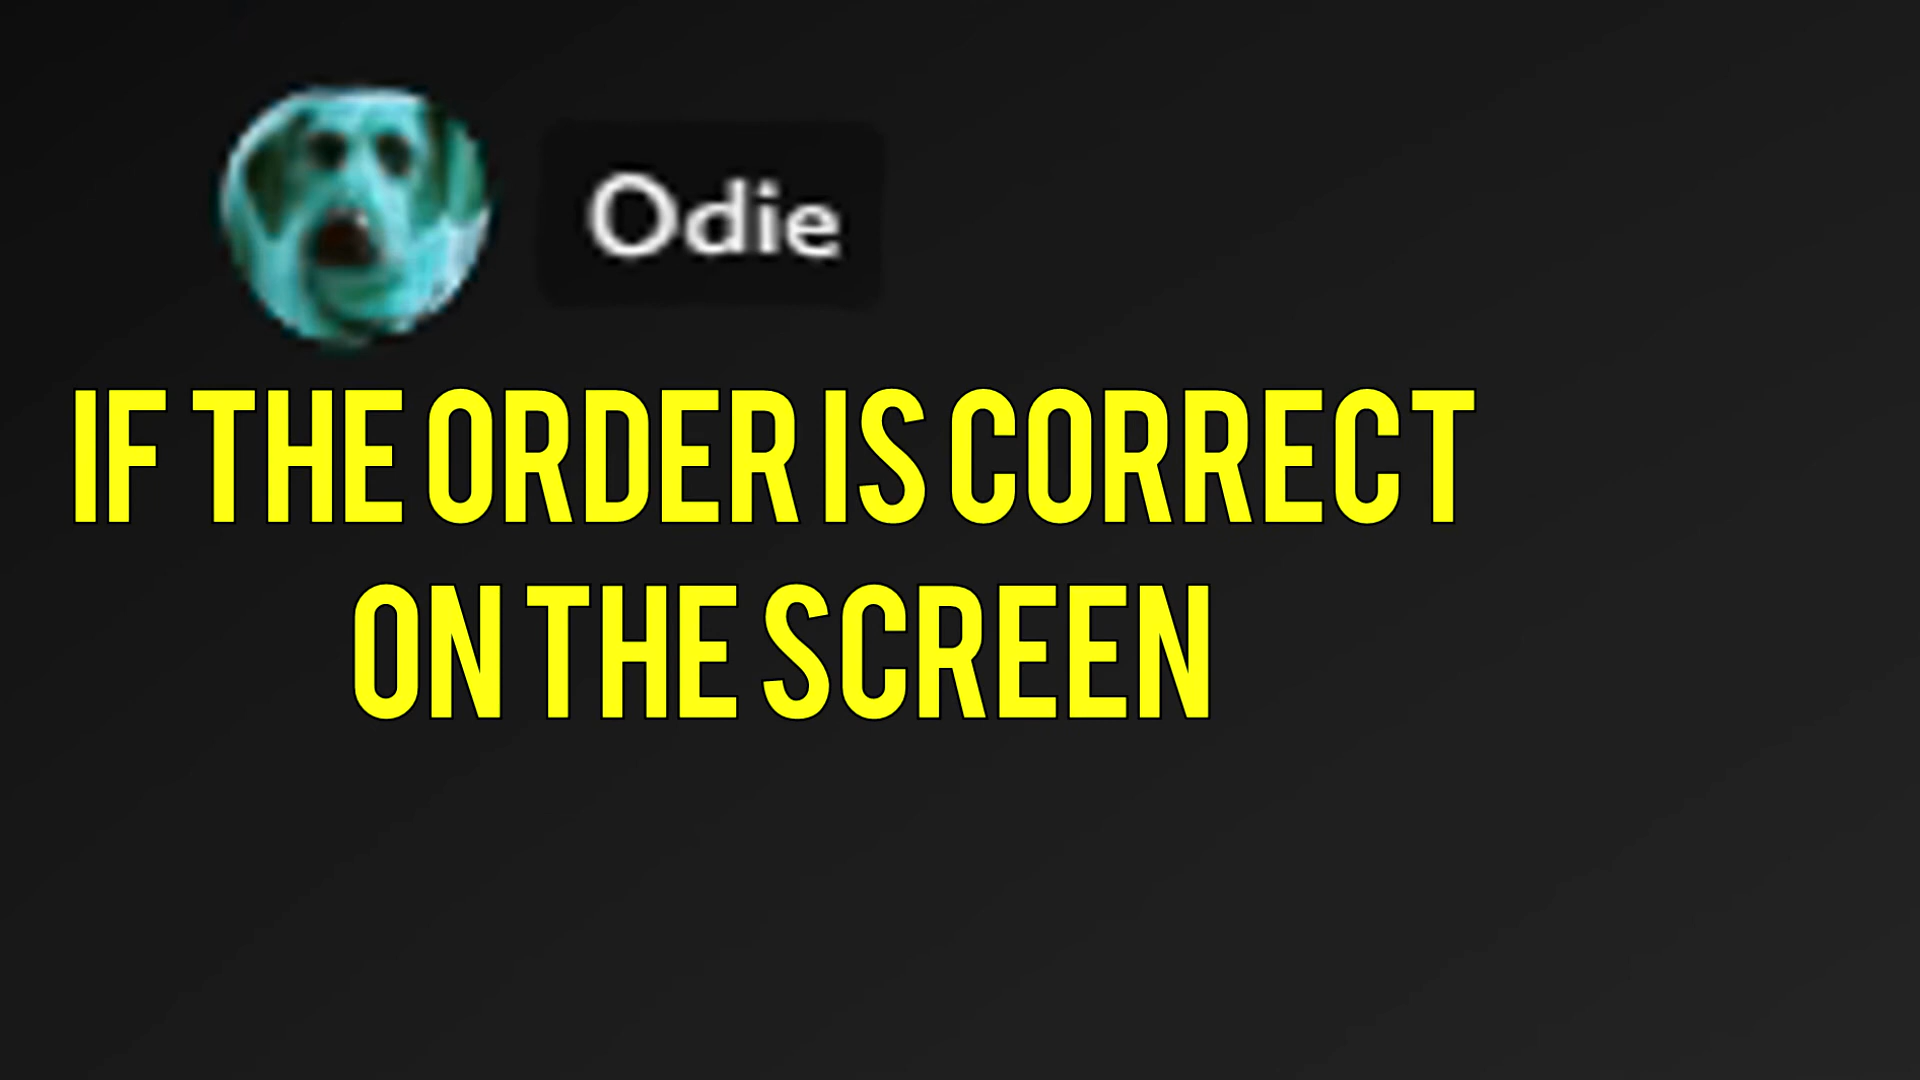 Odie
IF THE ORDER IS CORRECT
ON THE SCREEN